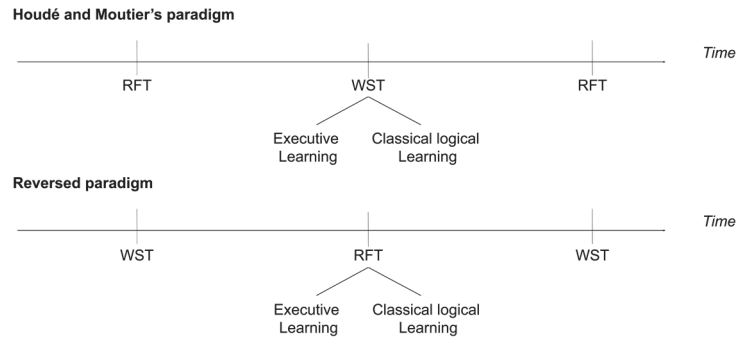 Houdé and Moutier's paradigm
Time
RFT WST RFT
Executive Learning Classical logical Learning
Reversed paradigm
Time
WST RFT WST
Executive Learning Classical logical Learning